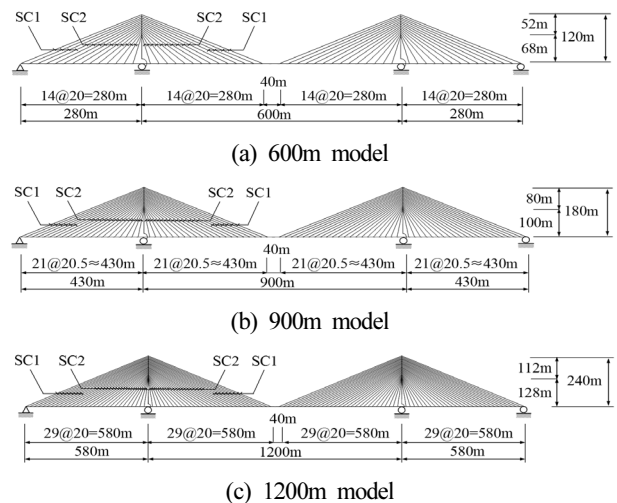 SC1 SC2 SC2 SC1
52m
68m
120m
40m
14@20=280m 14@20=280m 14@20=280m 14@20=280m
280m 600m 280m
(a) 600m model
SC1 SC2 SC2 SC1
80m
100m
180m
40m
21@20.5≈430m 21@20.5≈430m 21@20.5≈430m 21@20.5≈430m
430m 900m 430m
(b) 900m model
SC1 SC2 SC2 SC1
112m
128m
240m
40m
29@20=580m 29@20=580m 29@20=580m 29@20=580m
580m 1200m 580m
(c) 1200m model